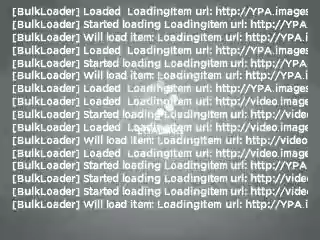 [BulkLoader] Loaded LoadingItem url: http://YPA.images
[BulkLoader] Started loading LoadingItem url: http://YPA
[BulkLoader] Will load item: LoadingItem url: http://YPA.i
[BulkLoader] Loaded LoadingItem url: http://YPA.images
[BulkLoader] Started loading LoadingItem url: http://YPA
[BulkLoader] Will load item: LoadingItem url: http://YPA.i
[BulkLoader] Loaded LoadingItem url: http://YPA.images
[BulkLoader] Loaded LoadingItem url: http://video.image
[BulkLoader] Started loading LoadingItem url: http://vide
[BulkLoader] Loaded LoadingItem url: http://video.image
[BulkLoader] Will load item: LoadingItem url: http://video
[BulkLoader] Loaded LoadingItem url: http://video.image
[BulkLoader] Started loading LoadingItem url: http://YPA
[BulkLoader] Started loading LoadingItem url: http://vide
[BulkLoader] Started loading LoadingItem url: http://vide
[BulkLoader] Will load item: LoadingItem url: http://YPA.i